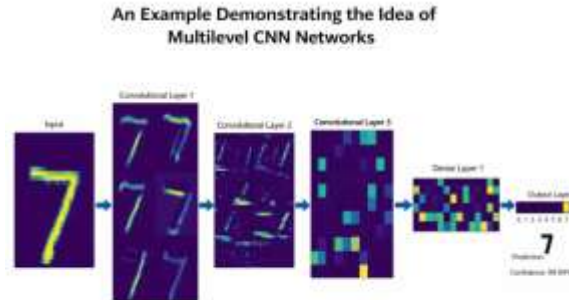 An Example Demonstrating the Idea of
Multilevel CNN Networks
Input
Convolutional Layer 1
Convolutional Layer 2
Convolutional Layer 3
Dense Layer 1
Output Layer
7
Prediction